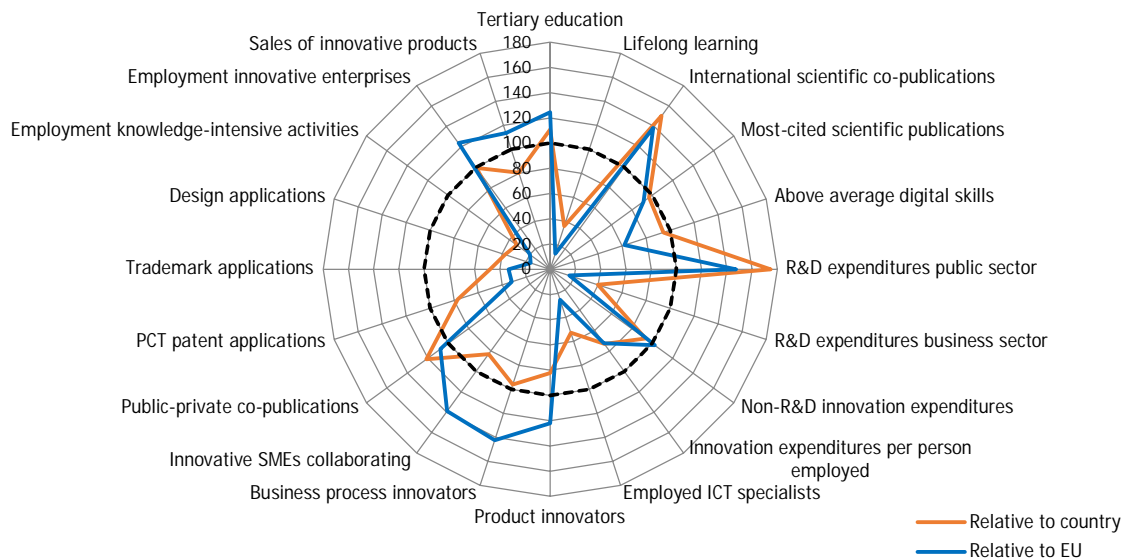 Tertiary education
Sales of innovative products
Lifelong learning
Employment innovative enterprises
International scientific co-publications
Employment knowledge-intensive activities
Most-cited scientific publications
Design applications
Above average digital skills
Trademark applications
R&D expenditures public sector
PCT patent applications
R&D expenditures business sector
Public-private co-publications
Non-R&D innovation expenditures
Innovative SMEs collaborating
Innovation expenditures per person
employed
Business process innovators
Employed ICT specialists
Product innovators
180
160
140
120
100
80
60
40
20
0
Relative to country
Relative to EU